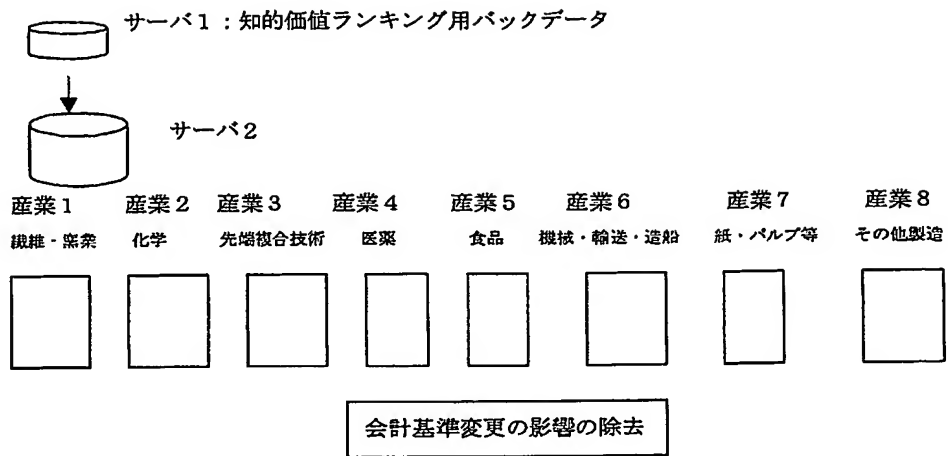 サーバ1：知的価値ランキング用バックデータ
サーバ2
産業1 産業2 産業3 産業4 産業5 産業6 産業7 産業8
繊維・窯業 化学 先端複合技術 医薬 食品 機械・輸送・造船 紙・パルプ等 その他製造
会計基準変更の影響の除去